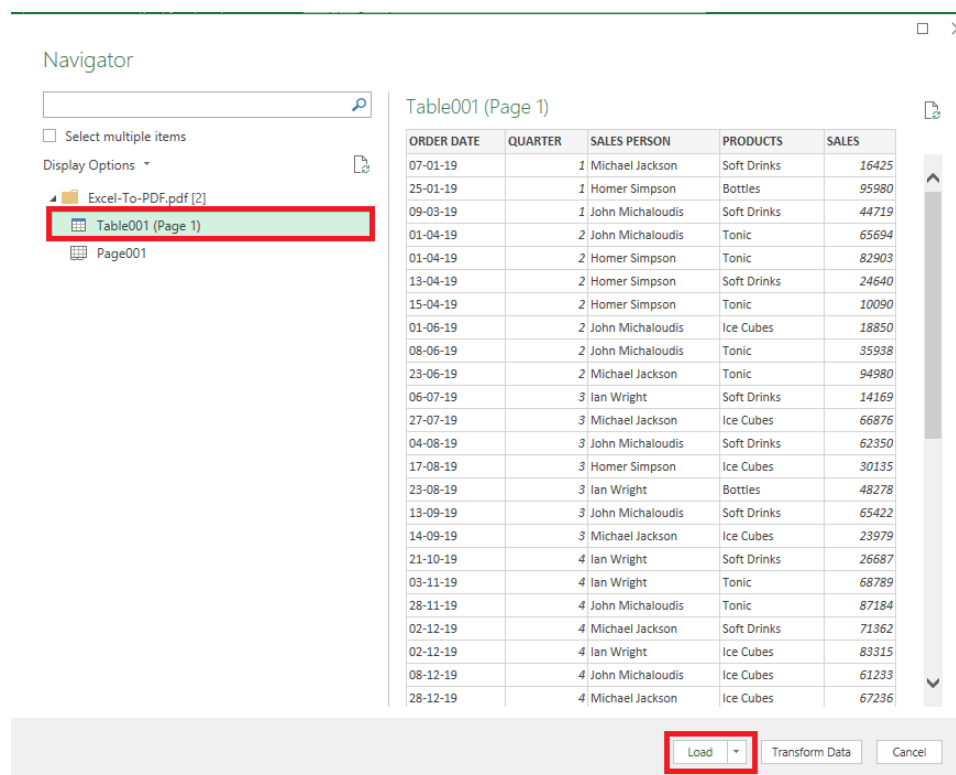 Navigator
Select multiple items
Display Options
Excel-To-PDF.pdf [2]
Table001 (Page 1)
Page001
Table001 (Page 1)
ORDER DATE QUARTER SALES PERSON PRODUCTS SALES
07-01-19 1 Michael Jackson Soft Drinks 16425
25-01-19 1 Homer Simpson Bottles 95980
09-03-19 1 John Michaloudis Soft Drinks 44719
01-04-19 2 John Michaloudis Tonic 65694
01-04-19 2 Homer Simpson Tonic 82903
13-04-19 2 Homer Simpson Soft Drinks 24640
15-04-19 2 Homer Simpson Tonic 10090
01-06-19 2 John Michaloudis Ice Cubes 18850
08-06-19 2 John Michaloudis Tonic 35938
23-06-19 2 Michael Jackson Tonic 94980
06-07-19 3 Ian Wright Soft Drinks 14169
27-07-19 3 Michael Jackson Ice Cubes 66876
04-08-19 3 John Michaloudis Soft Drinks 62350
17-08-19 3 Homer Simpson Ice Cubes 30135
23-08-19 3 Ian Wright Bottles 48278
13-09-19 3 John Michaloudis Soft Drinks 65422
14-09-19 3 Michael Jackson Ice Cubes 23979
21-10-19 4 Ian Wright Soft Drinks 26687
03-11-19 4 Ian Wright Tonic 68789
28-11-19 4 John Michaloudis Tonic 87184
02-12-19 4 Michael Jackson Soft Drinks 71362
02-12-19 4 Ian Wright Ice Cubes 83315
08-12-19 4 John Michaloudis Ice Cubes 61233
28-12-19 4 Michael Jackson Ice Cubes 67236
Load Transform Data Cancel